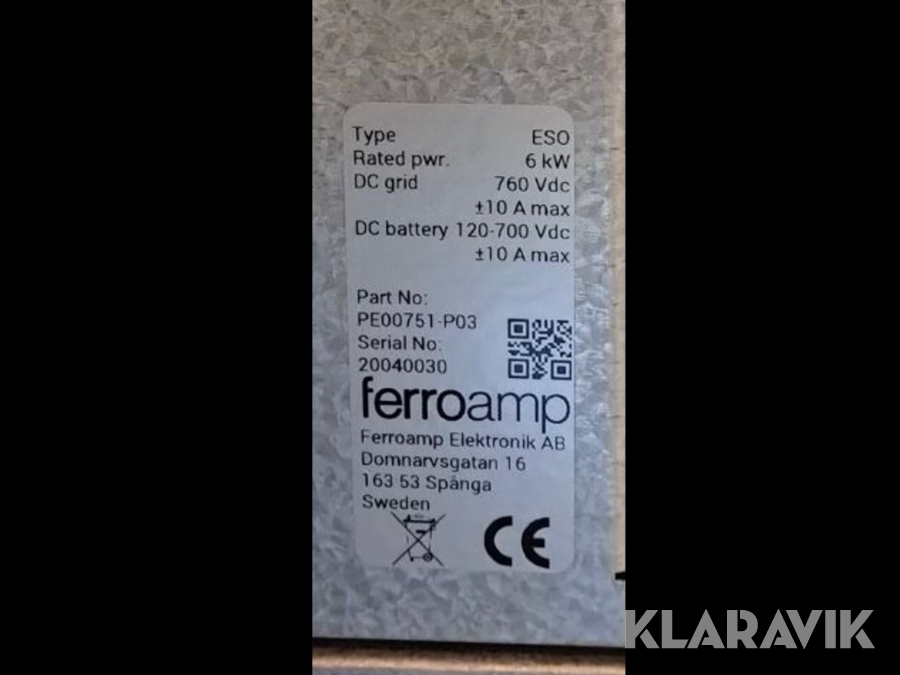 Type ESO
Rated pwr. 6 kW
DC grid 760 Vdc
±10 A max
DC battery 120-700 Vdc
±10 A max
Part No:
PE00751-P03
Serial No:
20040030
ferroamp
Ferroamp Elektronik AB
Domnarvsgatan 16
163 53 Spånga
Sweden
CE
KLARAVIK